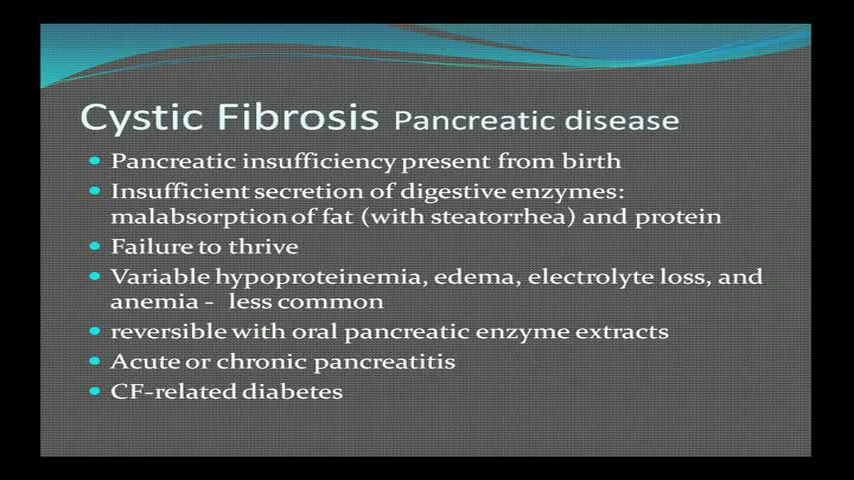 Cystic Fibrosis Pancreatic disease
Pancreatic insufficiency present from birth
Insufficient secretion of digestive enzymes:
malabsorption of fat (with steatorrhea) and protein
Failure to thrive
Variable hypoproteinemia, edema, electrolyte loss, and
anemia - less common
reversible with oral pancreatic enzyme extracts
Acute or chronic pancreatitis
CF-related diabetes